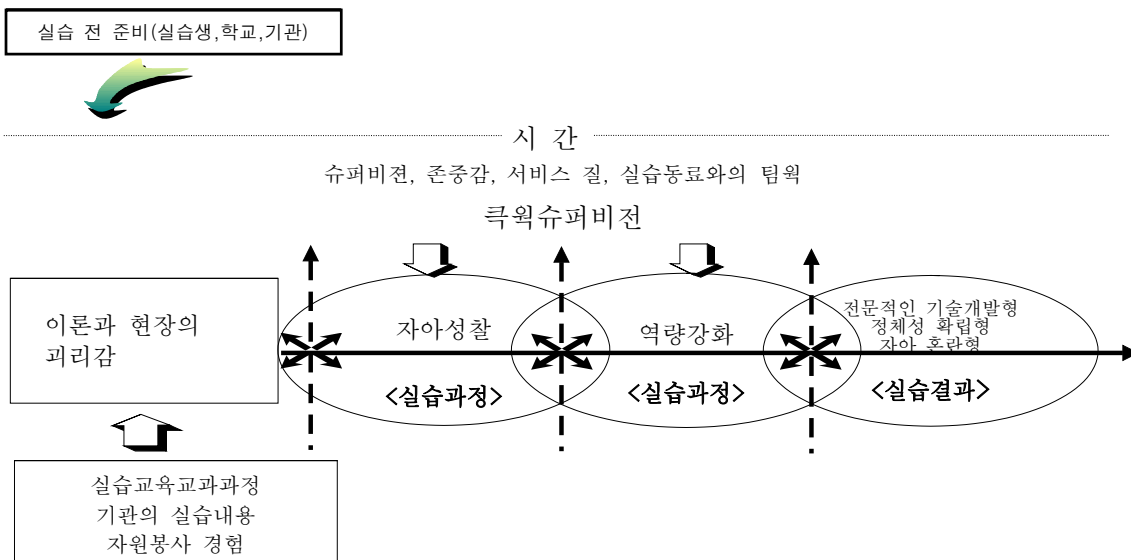 실습 전 준비(실습생,학교,기관)
시 간
슈퍼비젼, 존중감, 서비스 질, 실습동료와의 팀웍
큭웍슈퍼비전
이론과 현장의
괴리감
자아성찰
<실습과정>
역량강화
<실습과정>
전문적인 기술개발형
정체성 확립형
자아 혼란형
<실습결과>
실습교육교과과정
기관의 실습내용
자원봉사 경험